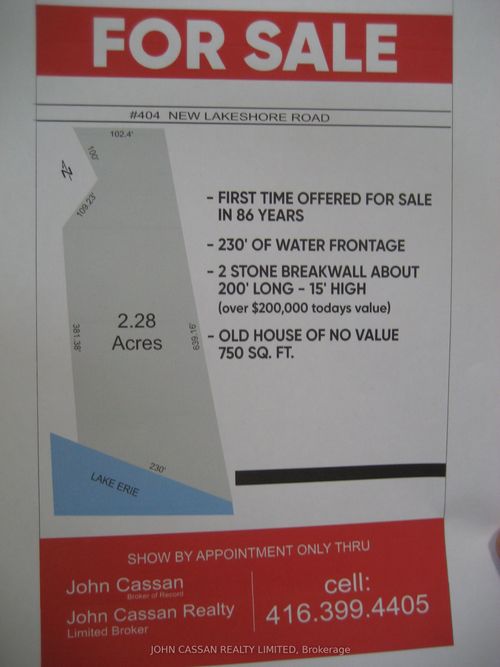 FOR SALE
#404 NEW LAKESHORE ROAD
102.4'
100'
N
109.23'
- FIRST TIME OFFERED FOR SALE
IN 86 YEARS
- 230' OF WATER FRONTAGE
- 2 STONE BREAKWALL ABOUT
200' LONG - 15' HIGH
(over $200,000 todays value)
- OLD HOUSE OF NO VALUE
750 SQ. FT.
2.28
Acres
381.38'
639.16'
230'
LAKE ERIE
SHOW BY APPOINTMENT ONLY THRU
John Cassan
Broker of Record
John Cassan Realty
Limited Broker
cell:
416.399.4405
JOHN CASSAN REALTY LIMITED, Brokerage